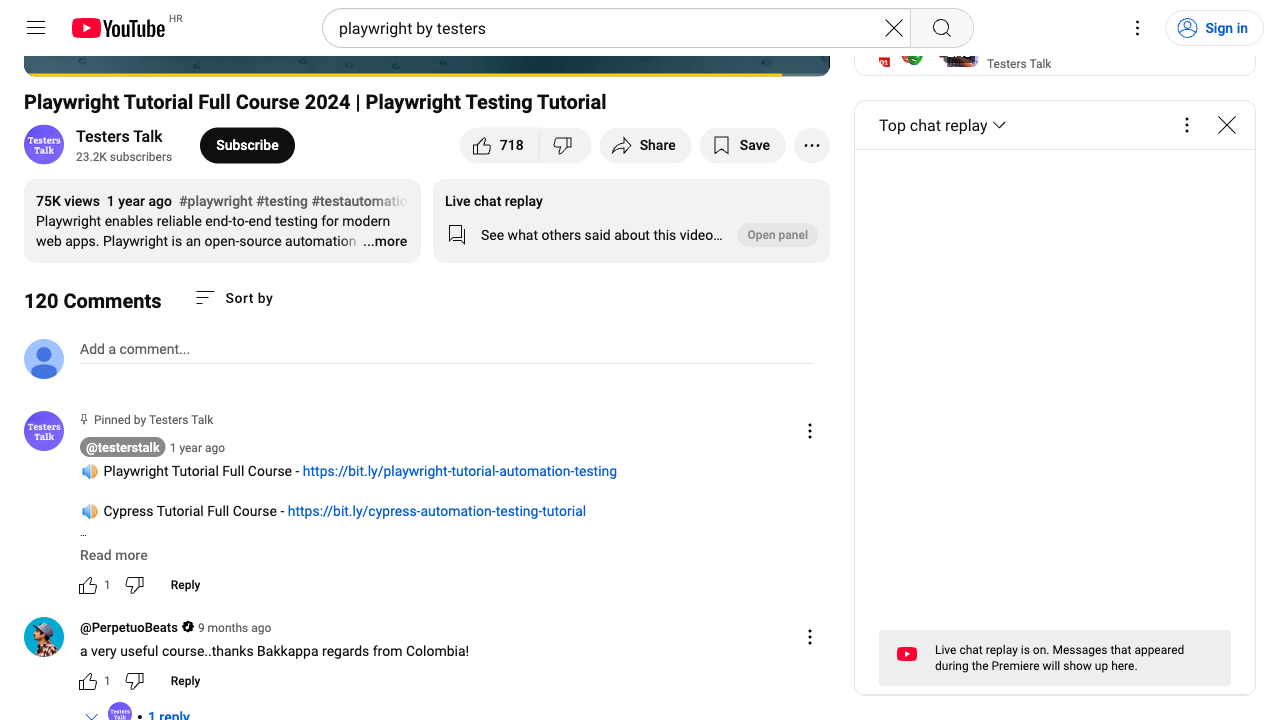 YouTube HR
playwright by testers
Sign in
Testers Talk
Playwright Tutorial Full Course 2024 | Playwright Testing Tutorial
Testers Talk
Testers Talk
23.2K subscribers
Subscribe
718
Share
Save
75K views 1 year ago #playwright #testing #testautomatio
Playwright enables reliable end-to-end testing for modern
web apps. Playwright is an open-source automation ...more
Live chat replay
See what others said about this video...
Open panel
Top chat replay
120 Comments
Sort by
Add a comment...
Testers Talk
Pinned by Testers Talk
@testerstalk 1 year ago
Playwright Tutorial Full Course - https://bit.ly/playwright-tutorial-automation-testing
Cypress Tutorial Full Course - https://bit.ly/cypress-automation-testing-tutorial
...
Read more
1
Reply
@PerpetuoBeats 9 months ago
a very useful course..thanks Bakkappa regards from Colombia!
1
Reply
Testers Talk
• 1 reply
Live chat replay is on. Messages that appeared
during the Premiere will show up here.